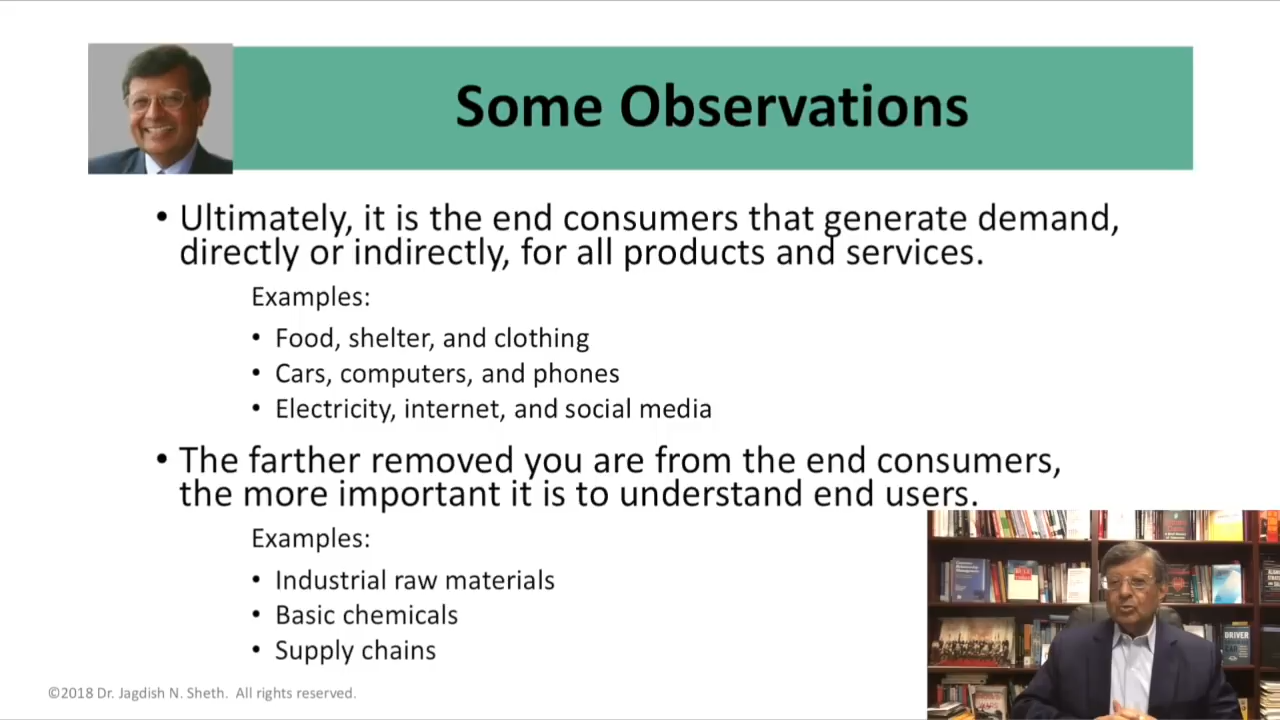 Some Observations
• Ultimately, it is the end consumers that generate demand,
directly or indirectly, for all products and services.
Examples:
• Food, shelter, and clothing
• Cars, computers, and phones
• Electricity, internet, and social media
• The farther removed you are from the end consumers,
the more important it is to understand end users.
Examples:
• Industrial raw materials
• Basic chemicals
• Supply chains
©2018 Dr. Jagdish N. Sheth.  All rights reserved.
DRIVER